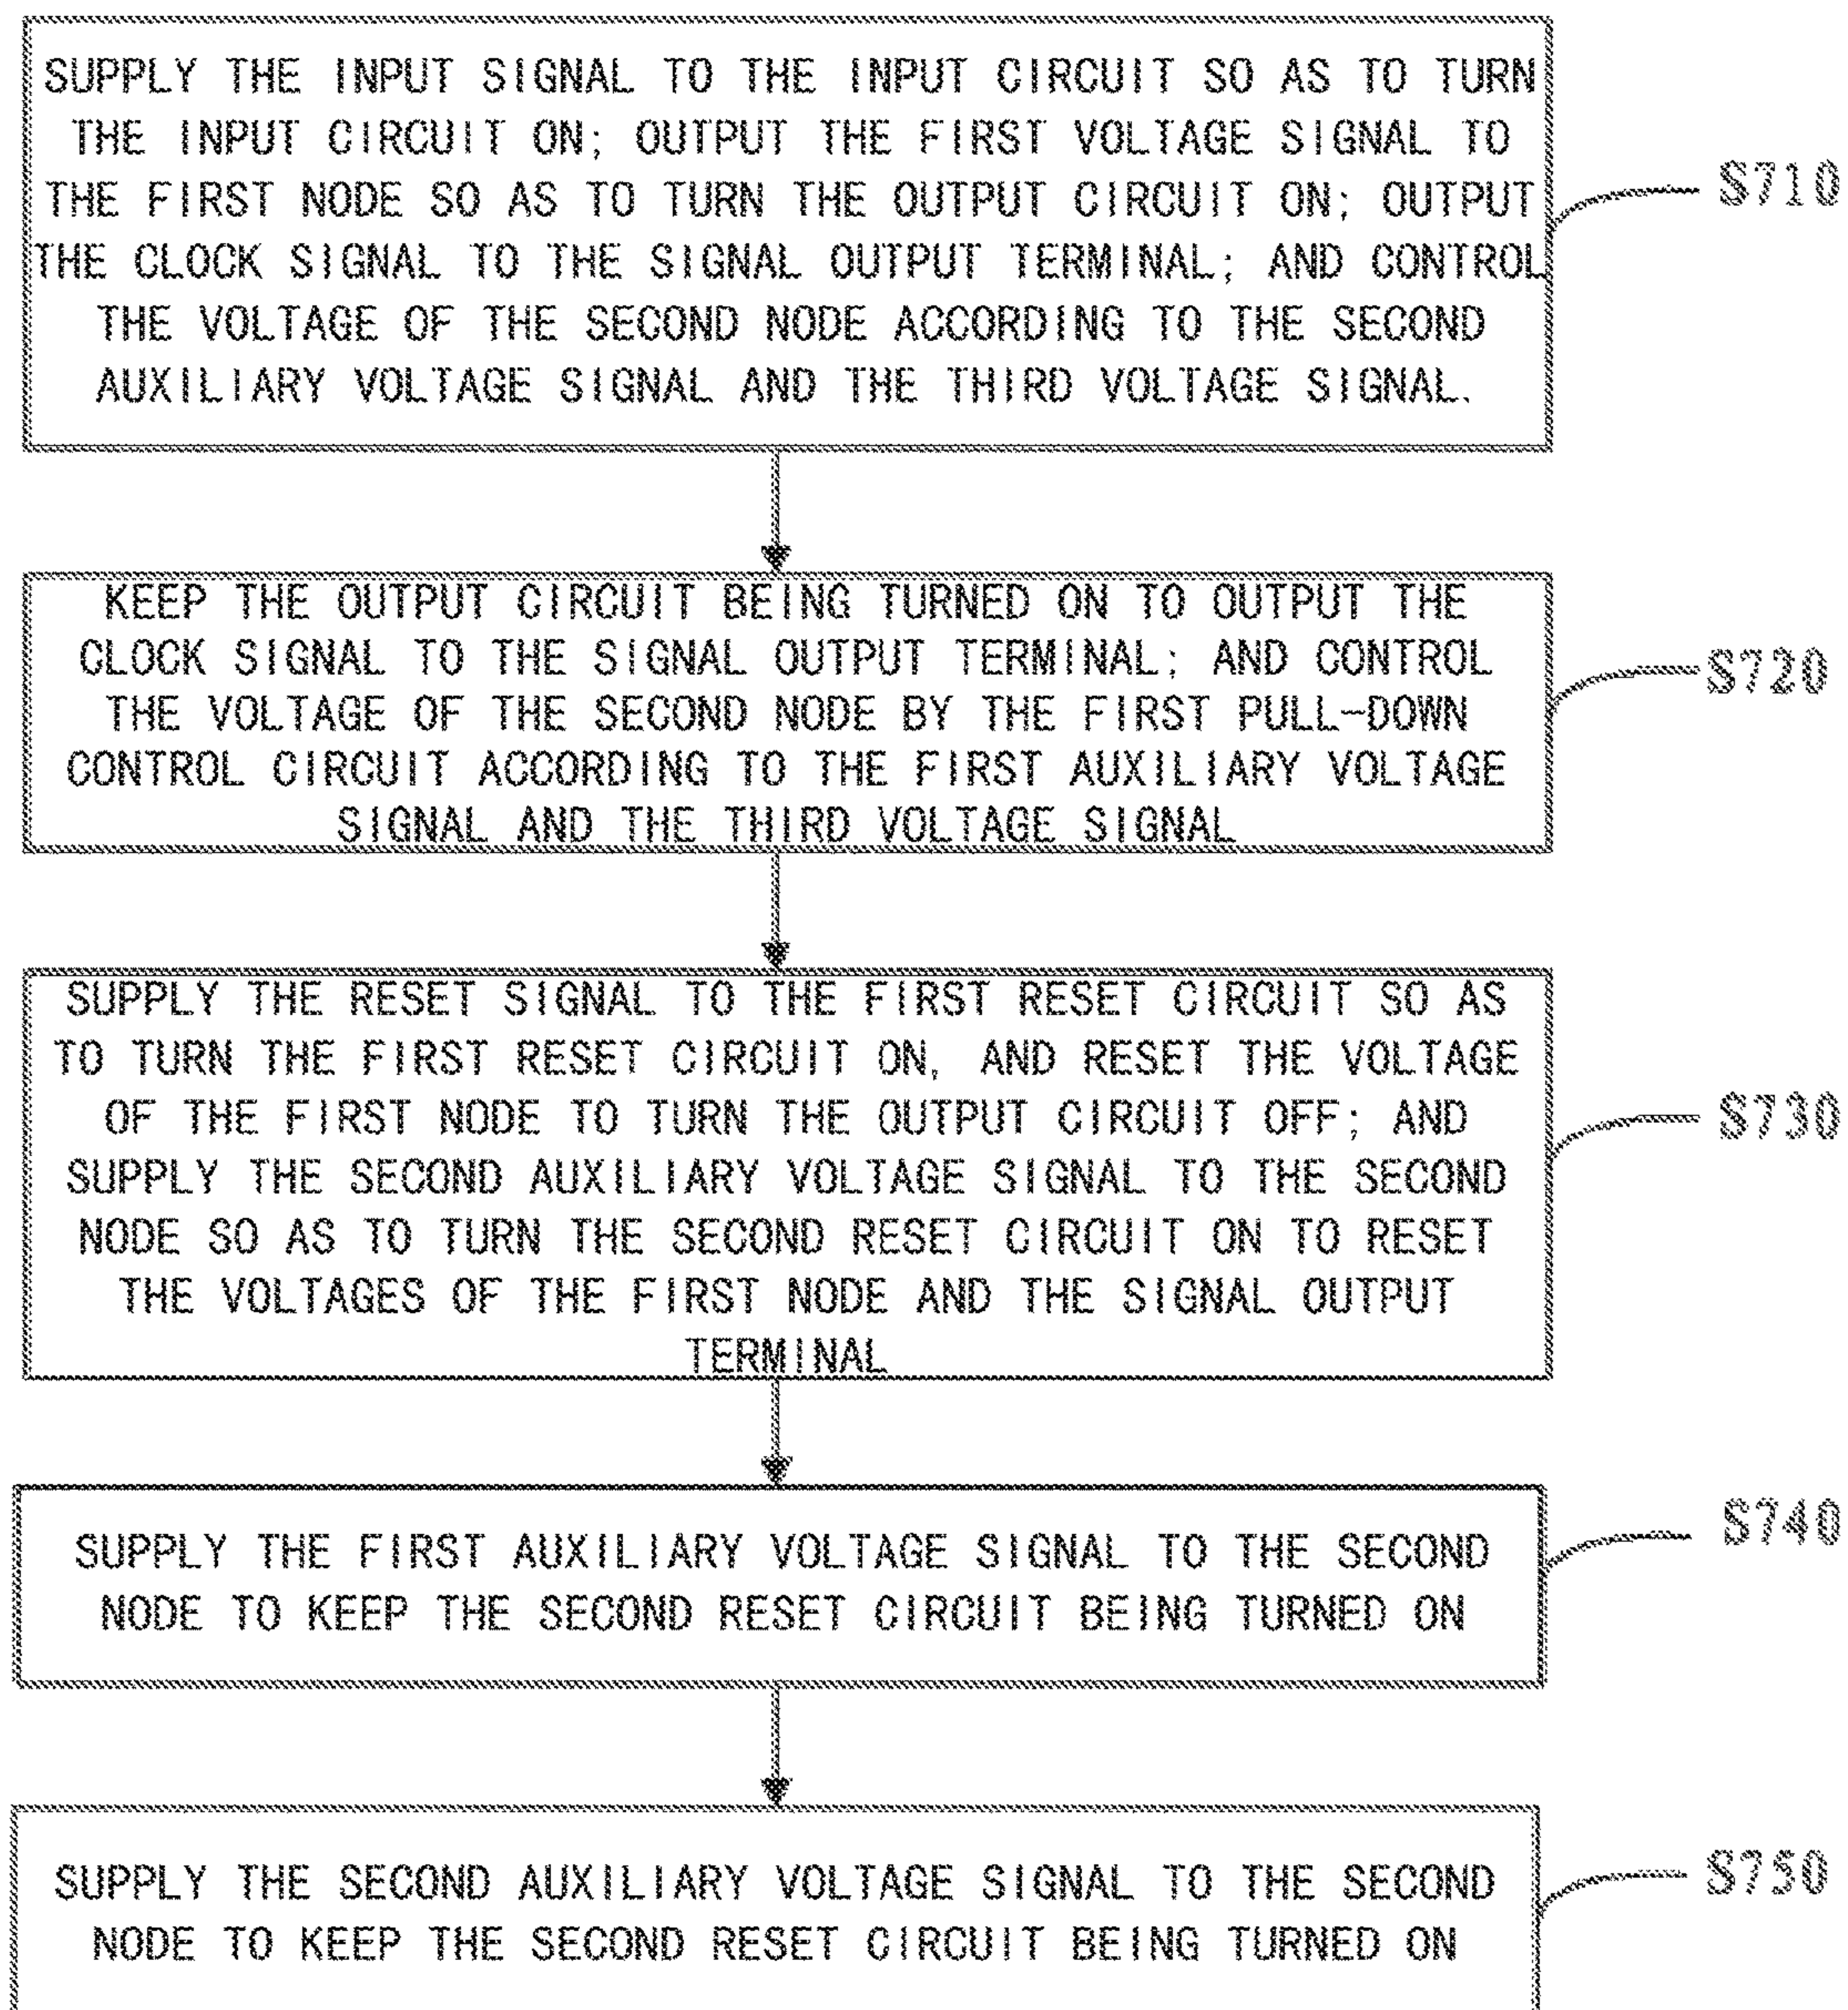 SUPPLY THE INPUT SIGNAL TO THE INPUT CIRCUIT SO AS TO TURN
THE INPUT CIRCUIT ON; OUTPUT THE FIRST VOLTAGE SIGNAL TO
THE FIRST NODE SO AS TO TURN THE OUTPUT CIRCUIT ON; OUTPUT
THE CLOCK SIGNAL TO THE SIGNAL OUTPUT TERMINAL; AND CONTROL
THE VOLTAGE OF THE SECOND NODE ACCORDING TO THE SECOND
AUXILIARY VOLTAGE SIGNAL AND THE THIRD VOLTAGE SIGNAL.
S710
KEEP THE OUTPUT CIRCUIT BEING TURNED ON TO OUTPUT THE
CLOCK SIGNAL TO THE SIGNAL OUTPUT TERMINAL; AND CONTROL
THE VOLTAGE OF THE SECOND NODE BY THE FIRST PULL-DOWN
CONTROL CIRCUIT ACCORDING TO THE FIRST AUXILIARY VOLTAGE
SIGNAL AND THE THIRD VOLTAGE SIGNAL
S720
SUPPLY THE RESET SIGNAL TO THE FIRST RESET CIRCUIT SO AS
TO TURN THE FIRST RESET CIRCUIT ON, AND RESET THE VOLTAGE
OF THE FIRST NODE TO TURN THE OUTPUT CIRCUIT OFF; AND
SUPPLY THE SECOND AUXILIARY VOLTAGE SIGNAL TO THE SECOND
NODE SO AS TO TURN THE SECOND RESET CIRCUIT ON TO RESET
THE VOLTAGES OF THE FIRST NODE AND THE SIGNAL OUTPUT
TERMINAL
S730
SUPPLY THE FIRST AUXILIARY VOLTAGE SIGNAL TO THE SECOND
NODE TO KEEP THE SECOND RESET CIRCUIT BEING TURNED ON
S740
SUPPLY THE SECOND AUXILIARY VOLTAGE SIGNAL TO THE SECOND
NODE TO KEEP THE SECOND RESET CIRCUIT BEING TURNED ON
S750